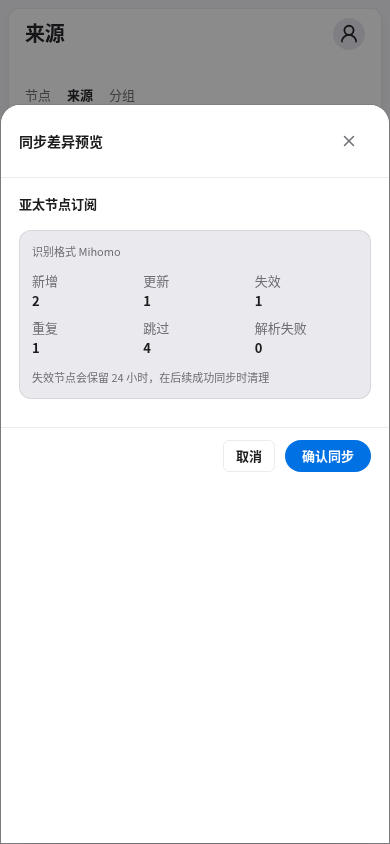 来源
节点 来源 分组
同步差异预览
亚太节点订阅
识别格式 Mihomo
新增 更新 失效
2 1 1
重复 跳过 解析失败
1 4 0
失效节点会保留 24 小时，在后续成功同步时清理
取消 确认同步